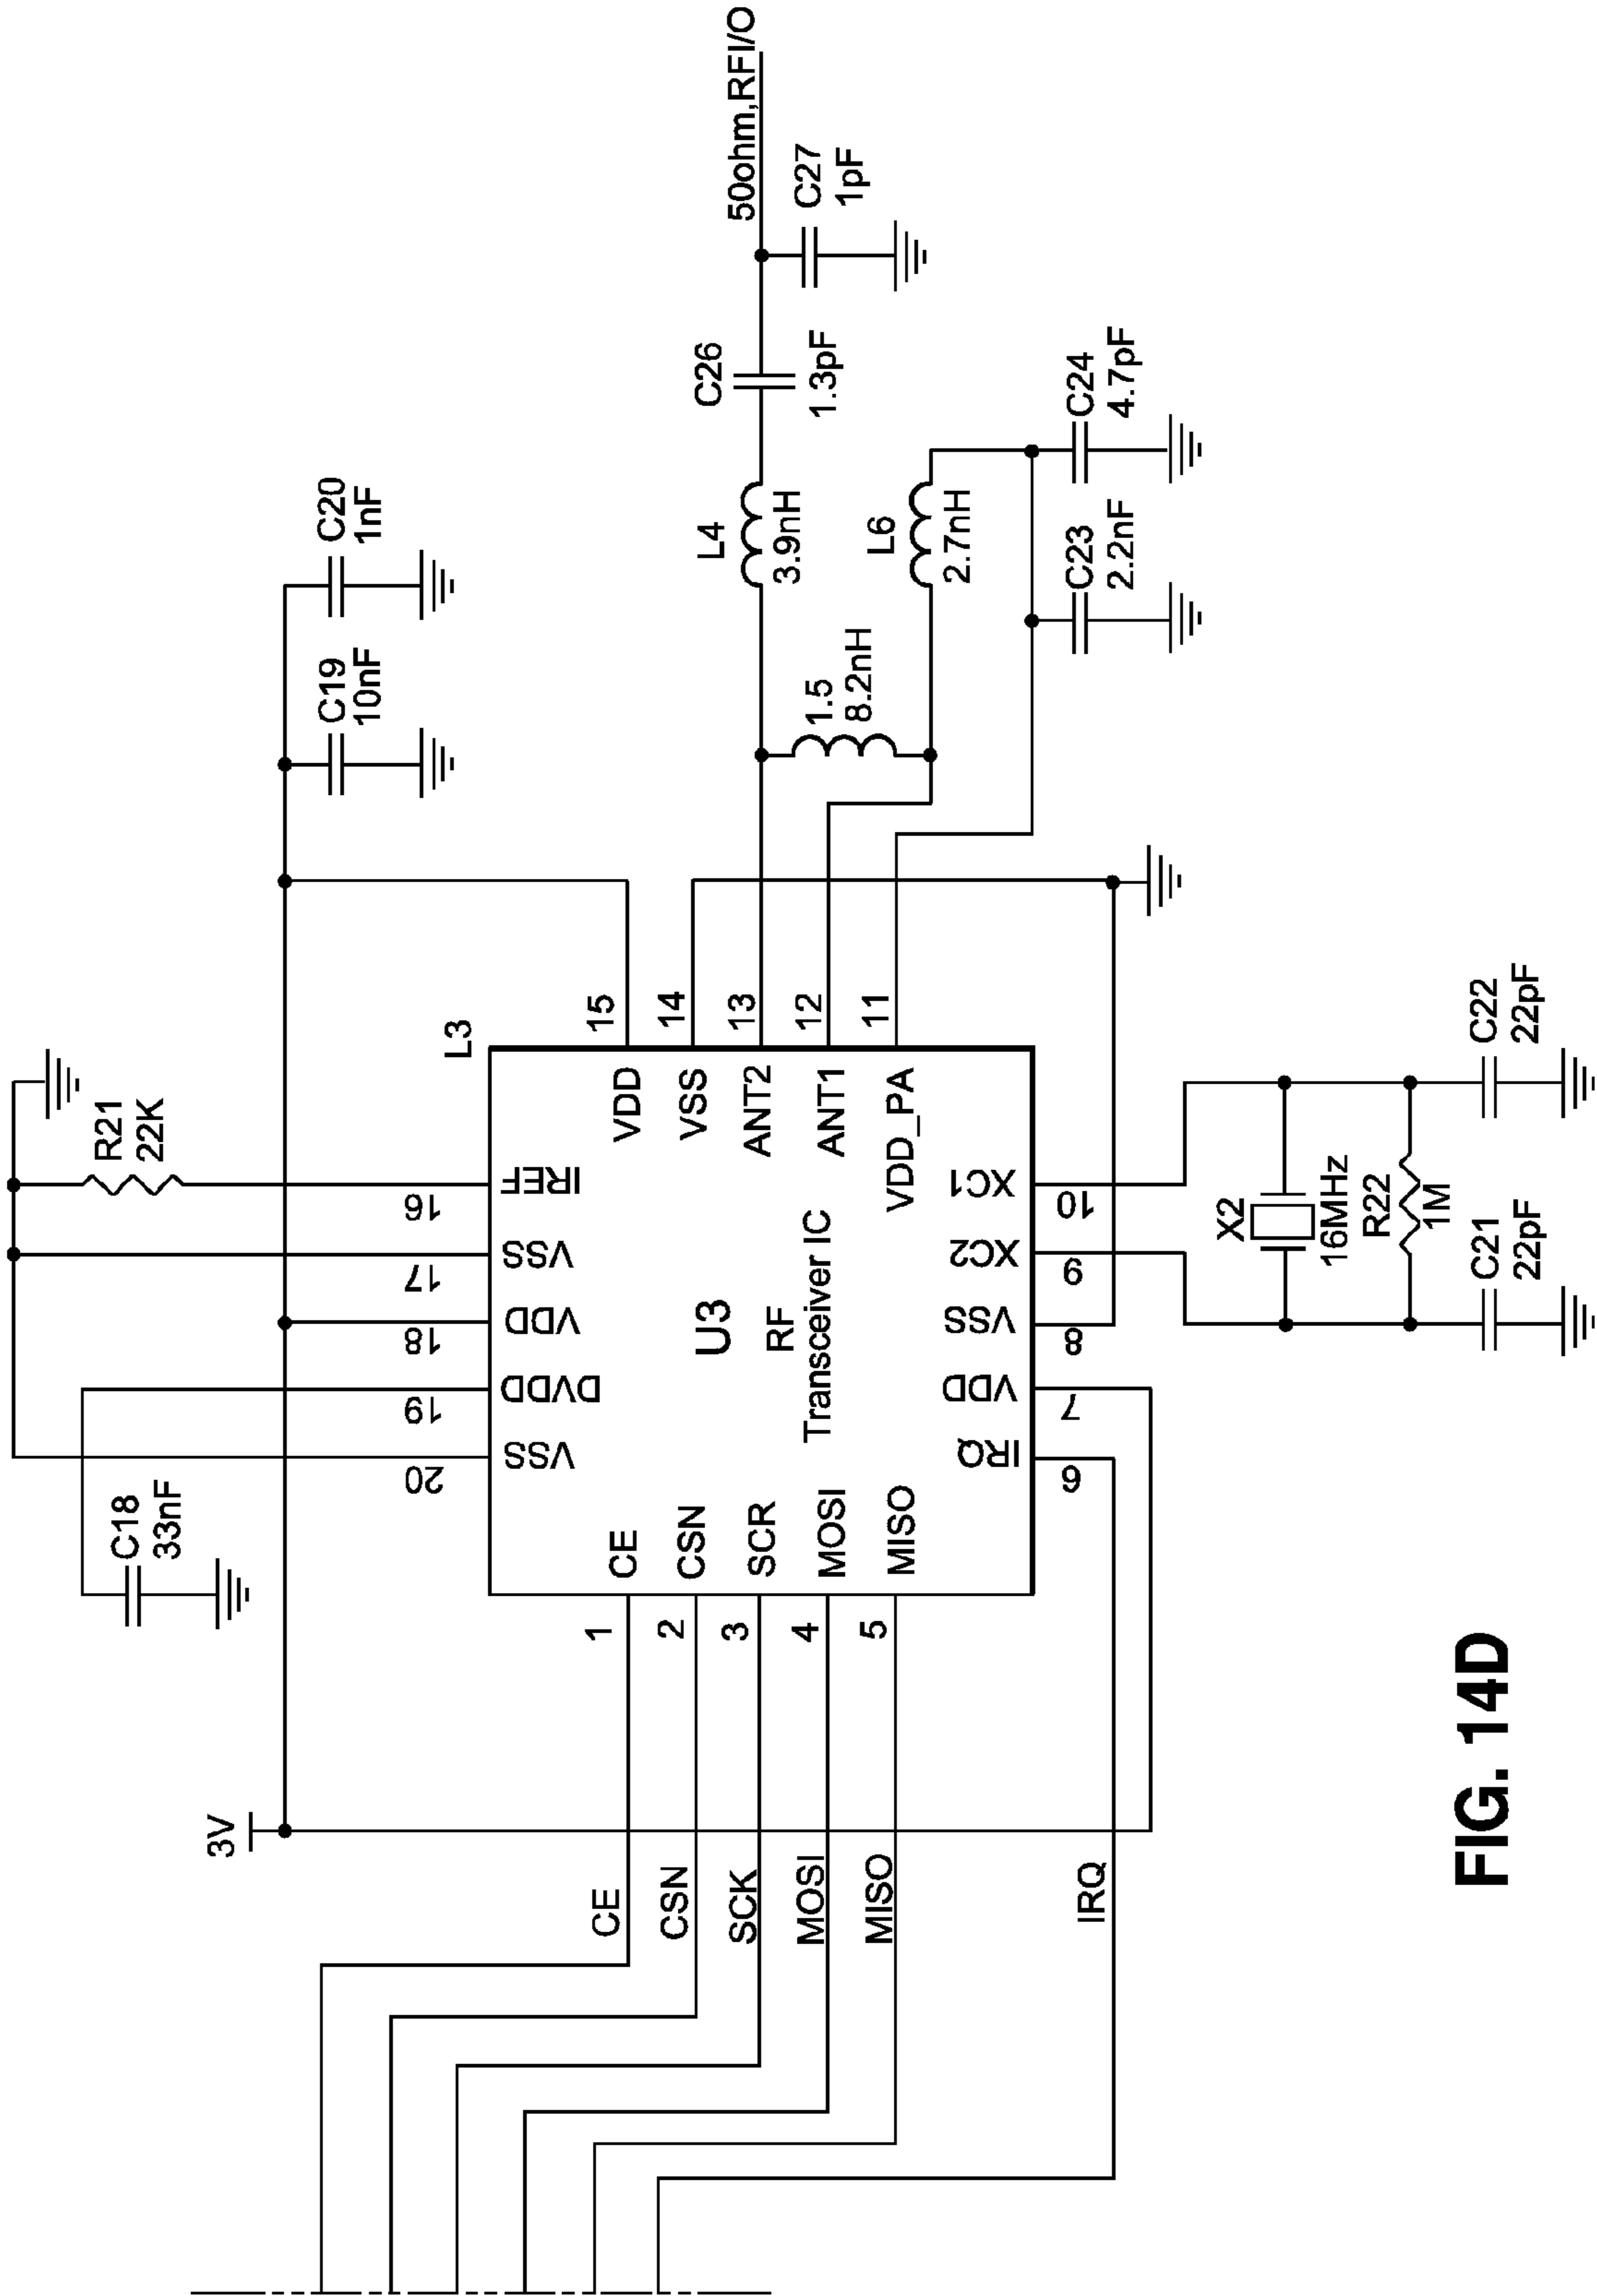 3V
C18
33nF
R21
22K
C19
10nF
C20
1nF
20
19
18
17
16
VSS
DVDD
VDD
VSS
IREF
L3
CE
CSN
SCK
MOSI
MISO
IRQ
1
2
3
4
5
CE
CSN
SCR
MOSI
MISO
U3
RF
Transceiver IC
VDD
VSS
ANT2
ANT1
VDD_PA
15
14
13
12
11
IRQ
VDD
VSS
XC2
XC1
6
7
8
9
10
1.5
8.2nH
L4
3.9nH
L6
2.7nH
C26
1.3pF
50ohm,RFI/O
C27
1pF
C23
2.2nF
C24
4.7pF
X2
16MHz
R22
1M
C21
22pF
C22
22pF
FIG. 14D